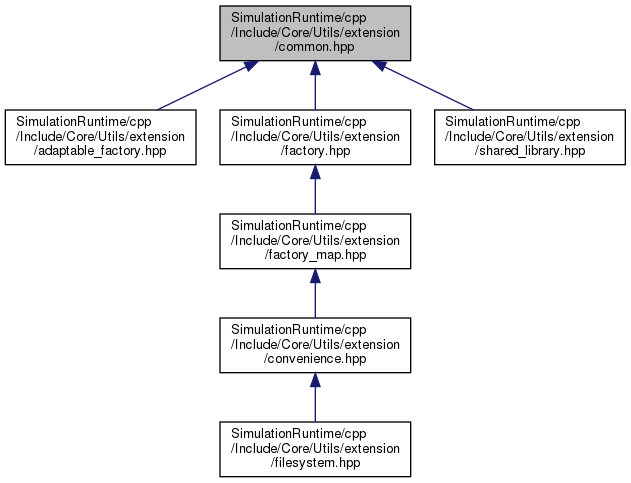 SimulationRuntime/cpp
/Include/Core/Utils/extension
/common.hpp
SimulationRuntime/cpp
/Include/Core/Utils/extension
/adaptable_factory.hpp
SimulationRuntime/cpp
/Include/Core/Utils/extension
/factory.hpp
SimulationRuntime/cpp
/Include/Core/Utils/extension
/shared_library.hpp
SimulationRuntime/cpp
/Include/Core/Utils/extension
/factory_map.hpp
SimulationRuntime/cpp
/Include/Core/Utils/extension
/convenience.hpp
SimulationRuntime/cpp
/Include/Core/Utils/extension
/filesystem.hpp